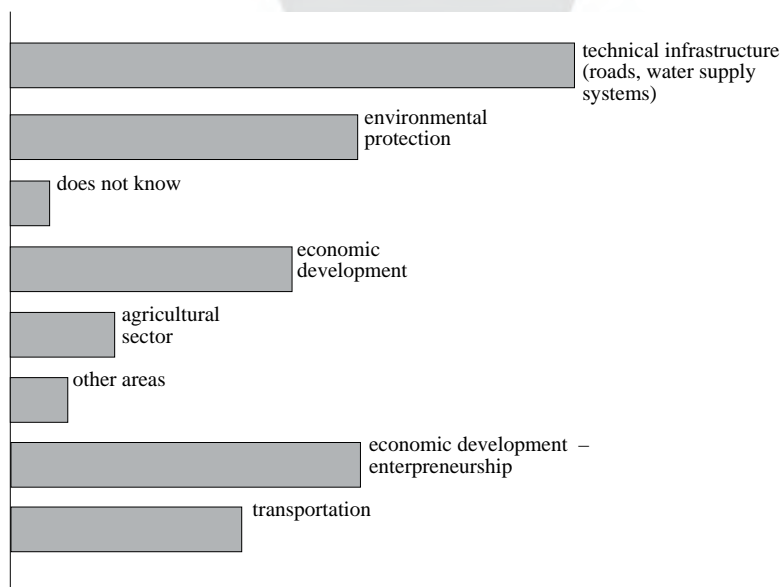 technical infrastructure
(roads, water supply
systems)
environmental
protection
does not know
economic
development
agricultural
sector
other areas
economic development –
enterpreneurship
transportation